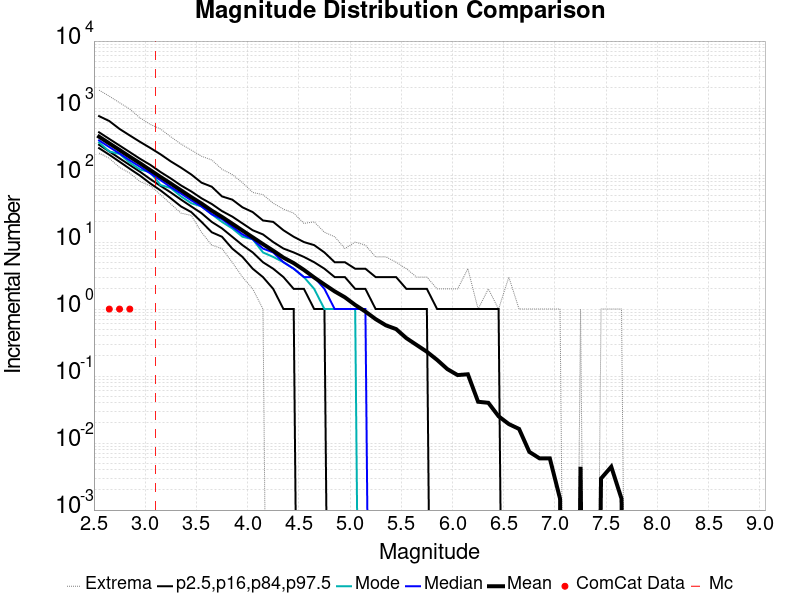 Magnitude Distribution Comparison
10^4
10^3
10^2
10^1
10^0
10^-1
10^-2
10^-3
Incremental Number
2.5 3.0 3.5 4.0 4.5 5.0 5.5 6.0 6.5 7.0 7.5 8.0 8.5 9.0
Magnitude
Extrema p2.5,p16,p84,p97.5 Mode Median Mean ComCat Data Mc